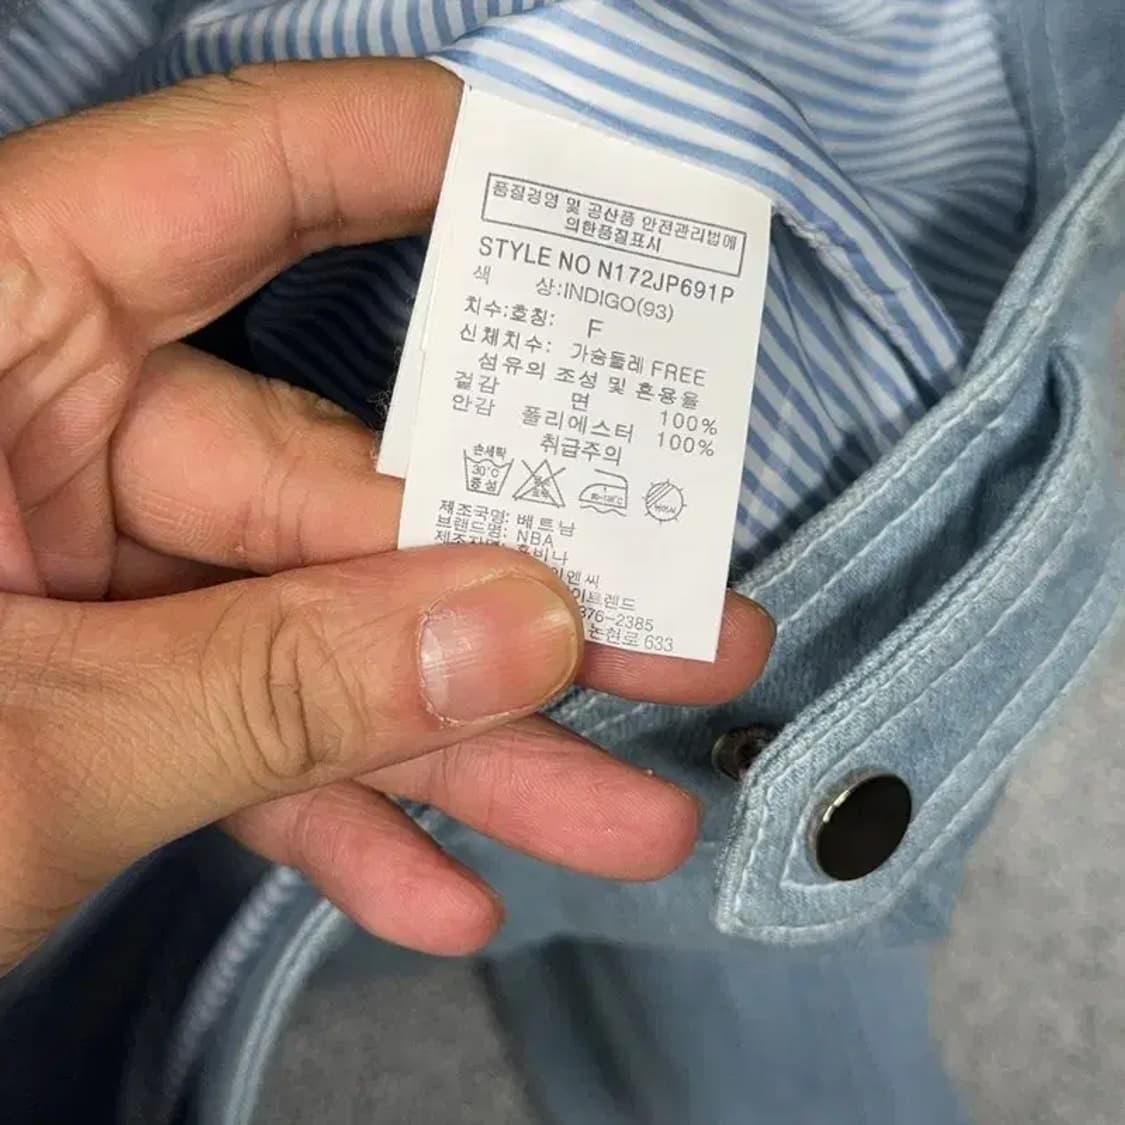 품질경영 및 공산품 안전관리법에
의한품질표시
STYLE NO N172JP691P
색 상:INDIGO(93)
치수:호칭: F
신체치수: 가슴둘레 FREE
섬유의 조성 및 혼용율
겉감 면 100%
안감 폴리에스터 100%
취급주의
손세탁
30°C
중성
제조국명: 베트남
브랜드명: NBA
이트렌드
376-2385
논현로 633